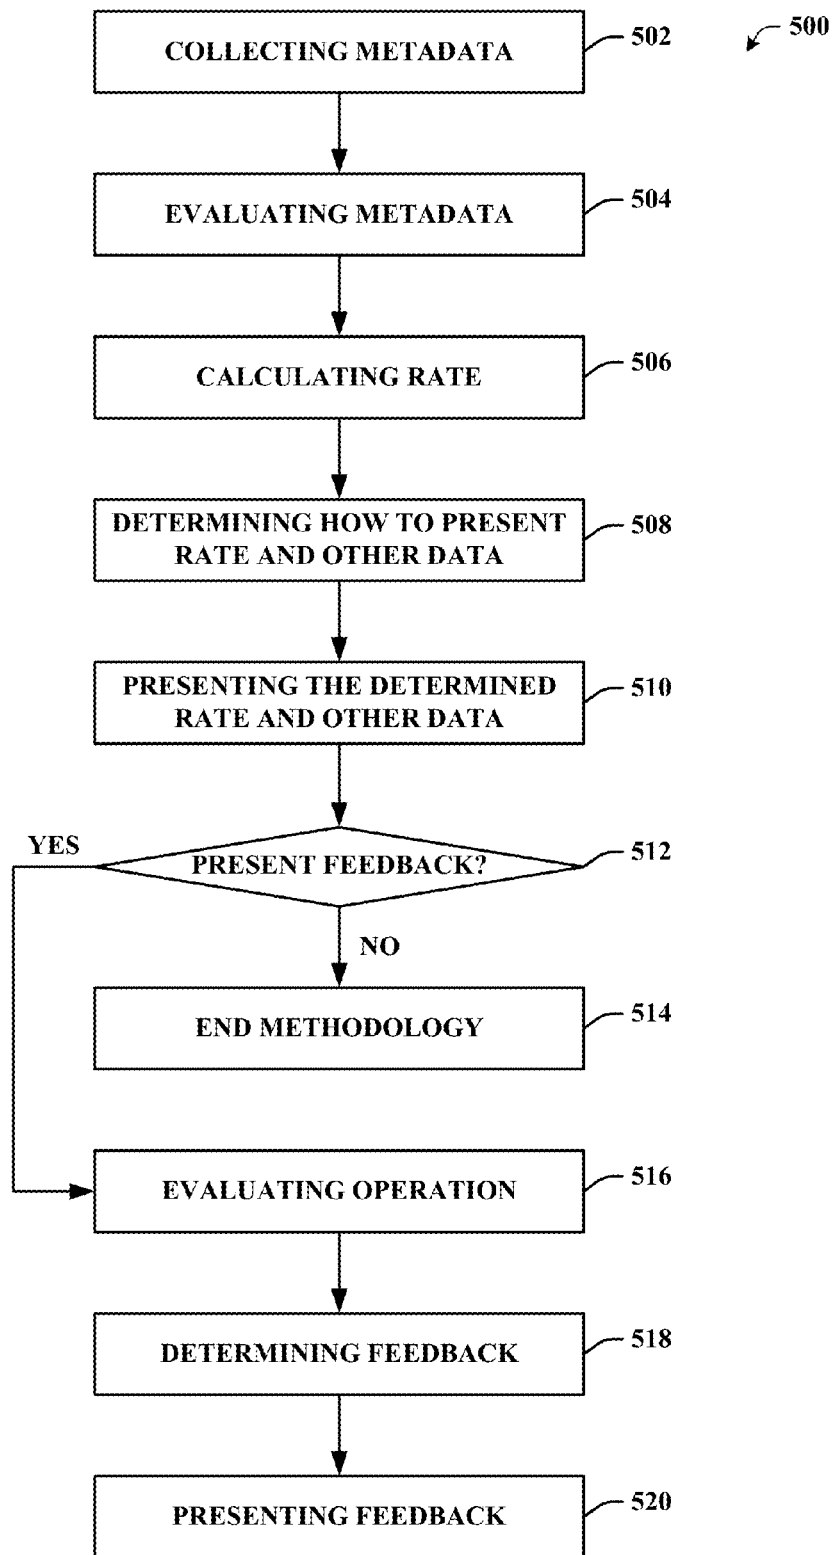 500
COLLECTING METADATA
502
EVALUATING METADATA
504
CALCULATING RATE
506
DETERMINING HOW TO PRESENT
RATE AND OTHER DATA
508
PRESENTING THE DETERMINED
RATE AND OTHER DATA
510
YES
PRESENT FEEDBACK?
512
NO
END METHODOLOGY
514
EVALUATING OPERATION
516
DETERMINING FEEDBACK
518
PRESENTING FEEDBACK
520